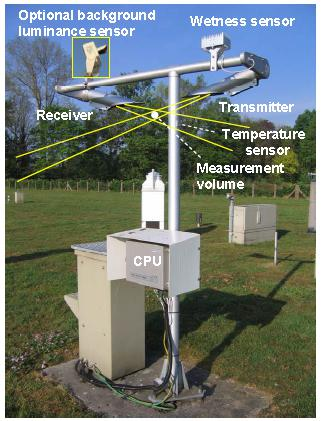 Optional background
luminance sensor
Wetness sensor
Receiver
Transmitter
Temperature
sensor
Measurement
volume
CPU